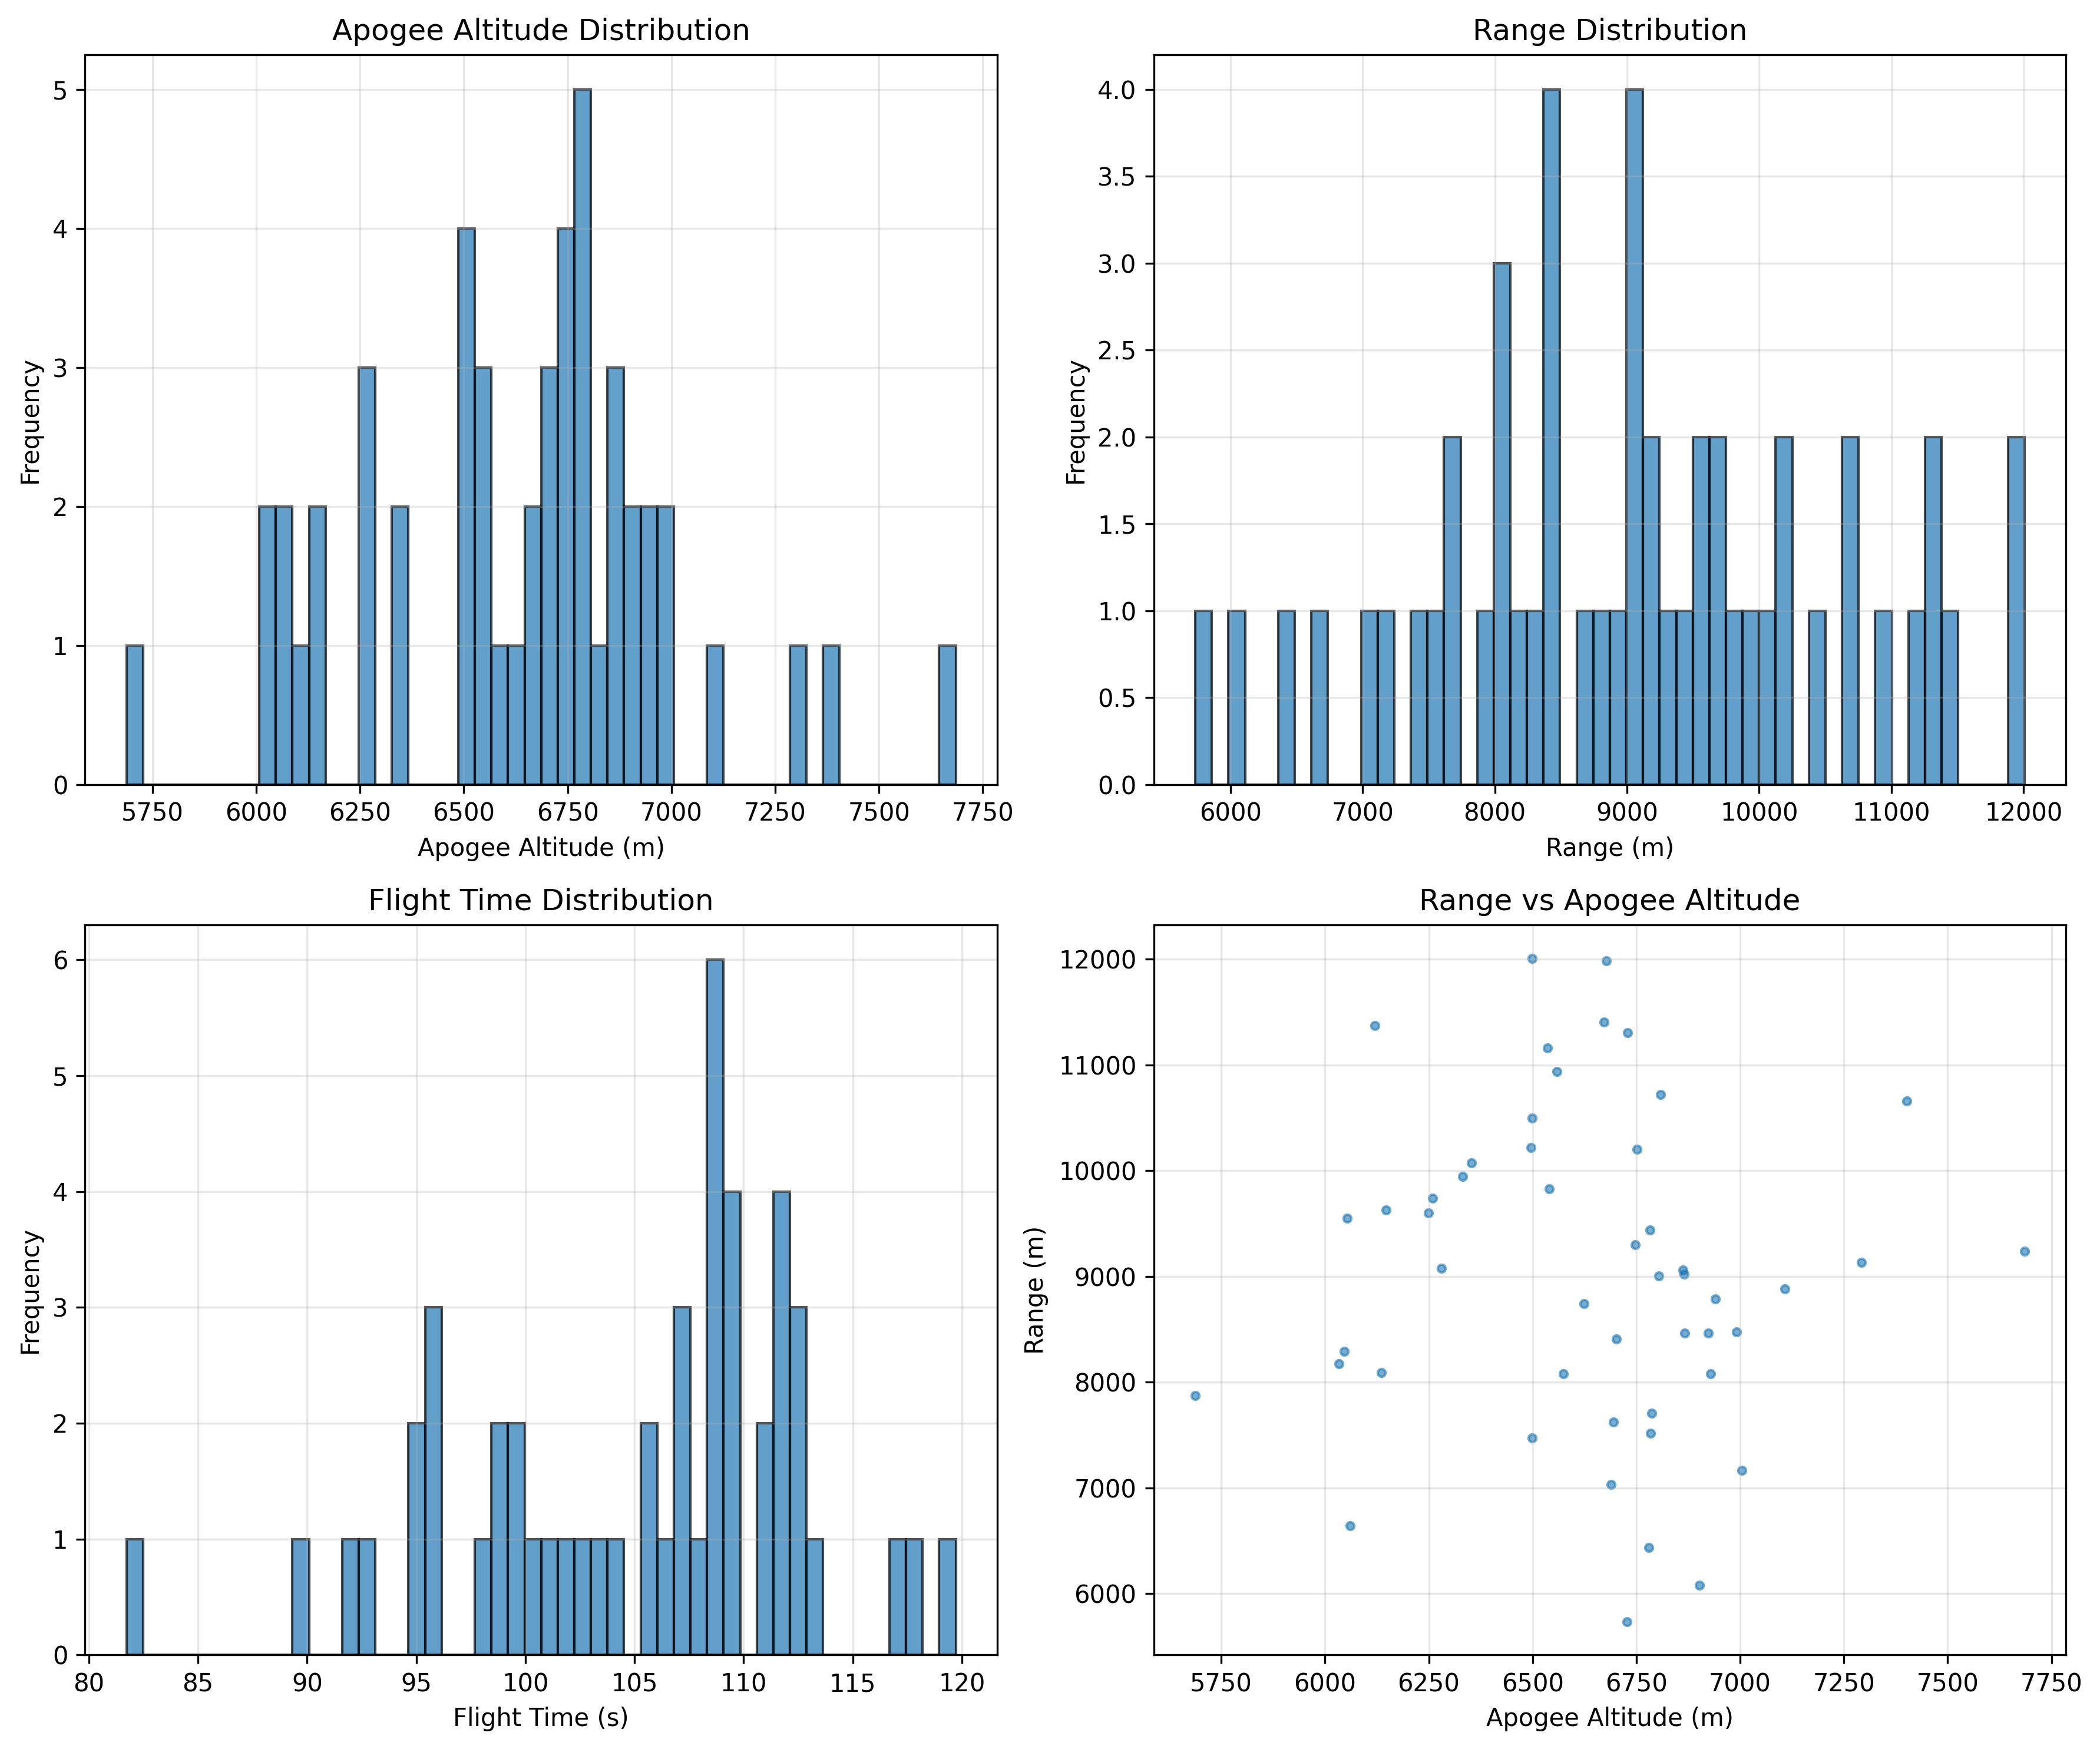 Apogee Altitude Distribution
Frequency
5
4
3
2
1
0
5750 6000 6250 6500 6750 7000 7250 7500 7750
Apogee Altitude (m)
Range Distribution
Frequency
4.0
3.5
3.0
2.5
2.0
1.5
1.0
0.5
0.0
6000 7000 8000 9000 10000 11000 12000
Range (m)
Flight Time Distribution
Frequency
6
5
4
3
2
1
0
80 85 90 95 100 105 110 115 120
Flight Time (s)
Range vs Apogee Altitude
Range (m)
12000
11000
10000
9000
8000
7000
6000
5750 6000 6250 6500 6750 7000 7250 7500 7750
Apogee Altitude (m)